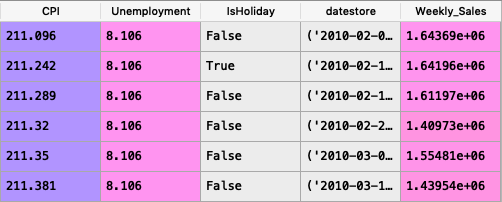 CPI Unemployment IsHoliday datestore Weekly_Sales
211.096 8.106 False ('2010-02-0… 1.64369e+06
211.242 8.106 True ('2010-02-1… 1.64196e+06
211.289 8.106 False ('2010-02-1… 1.61197e+06
211.32 8.106 False ('2010-02-2… 1.40973e+06
211.35 8.106 False ('2010-03-0… 1.55481e+06
211.381 8.106 False ('2010-03-1… 1.43954e+06